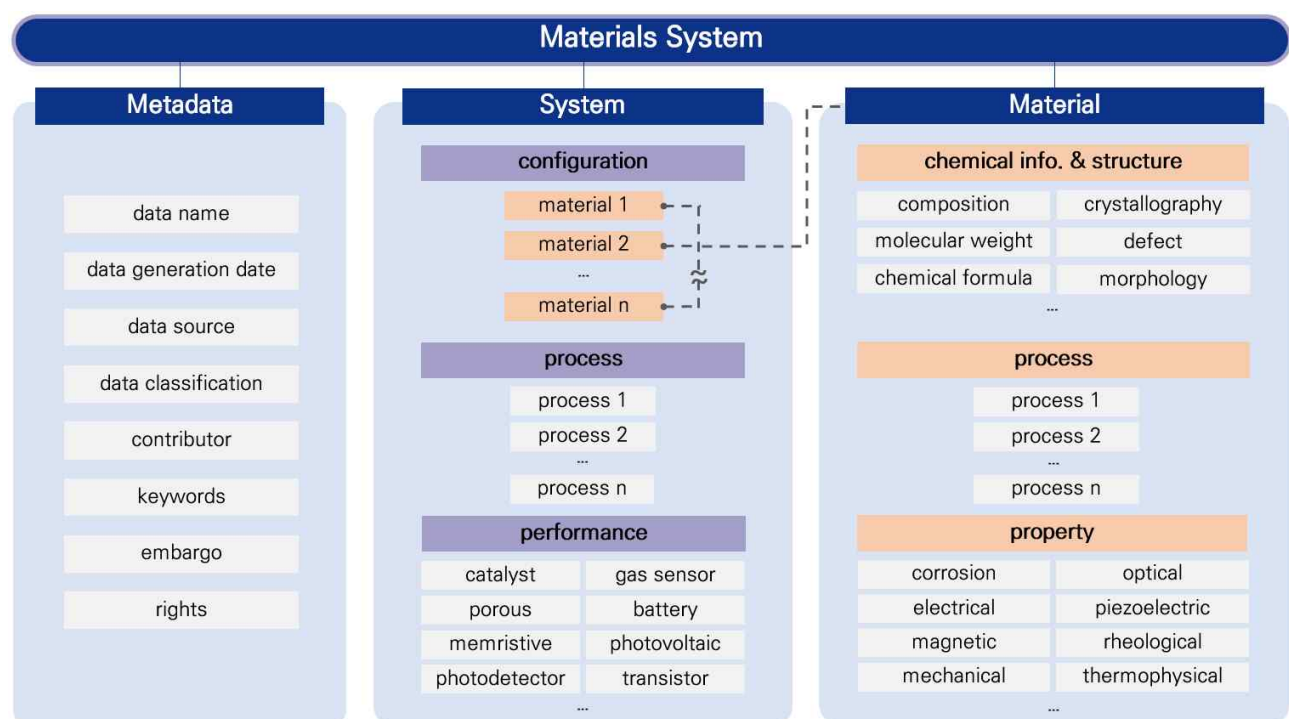 Materials System
Metadata
data name
data generation date
data source
data classification
contributor
keywords
embargo
rights
System
configuration
material 1
material 2
...
material n
process
process 1
process 2
...
process n
performance
catalyst gas sensor
porous battery
memristive photovoltaic
photodetector transistor
...
Material
chemical info. & structure
composition crystallography
molecular weight defect
chemical formula morphology
...
process
process 1
process 2
...
process n
property
corrosion optical
electrical piezoelectric
magnetic rheological
mechanical thermophysical
...